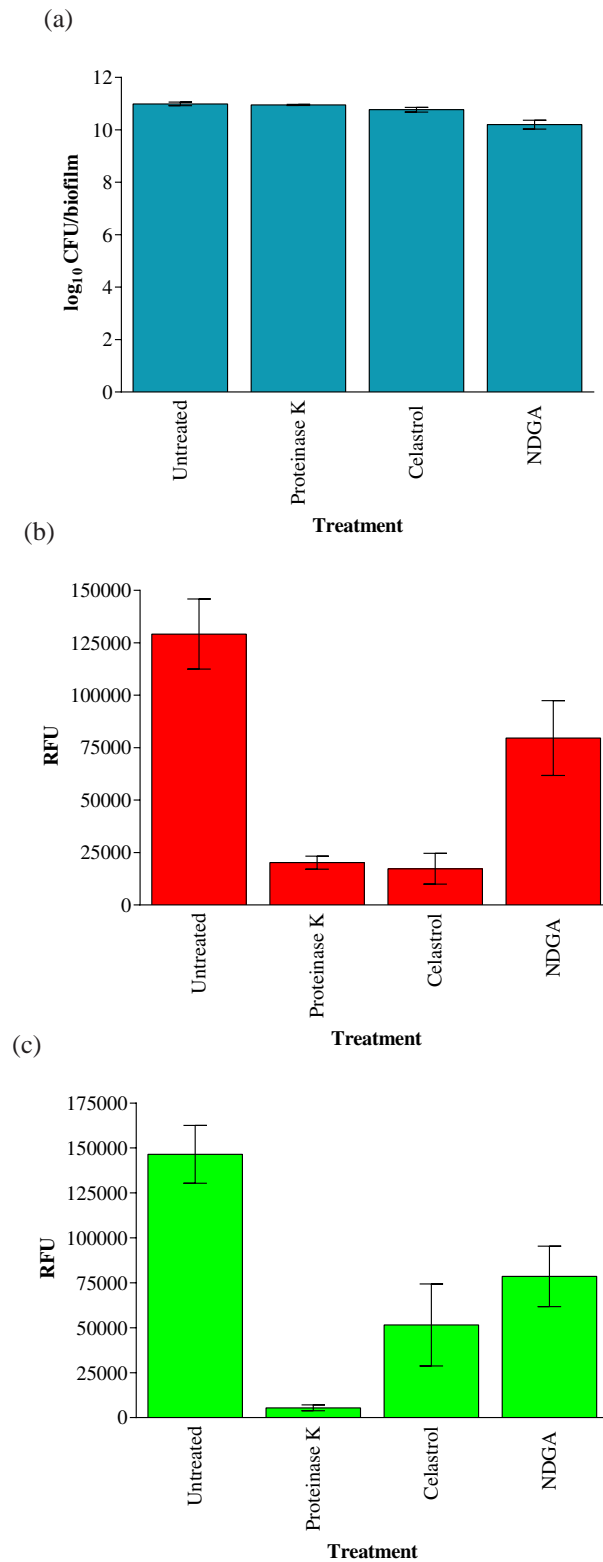 (a)
12
10
8
6
4
2
0
log₁₀ CFU/biofilm
Untreated
Proteinase K
Celastrol
NDGA
Treatment
(b)
150000
125000
100000
75000
50000
25000
0
RFU
Untreated
Proteinase K
Celastrol
NDGA
Treatment
(c)
175000
150000
125000
100000
75000
50000
25000
0
RFU
Untreated
Proteinase K
Celastrol
NDGA
Treatment